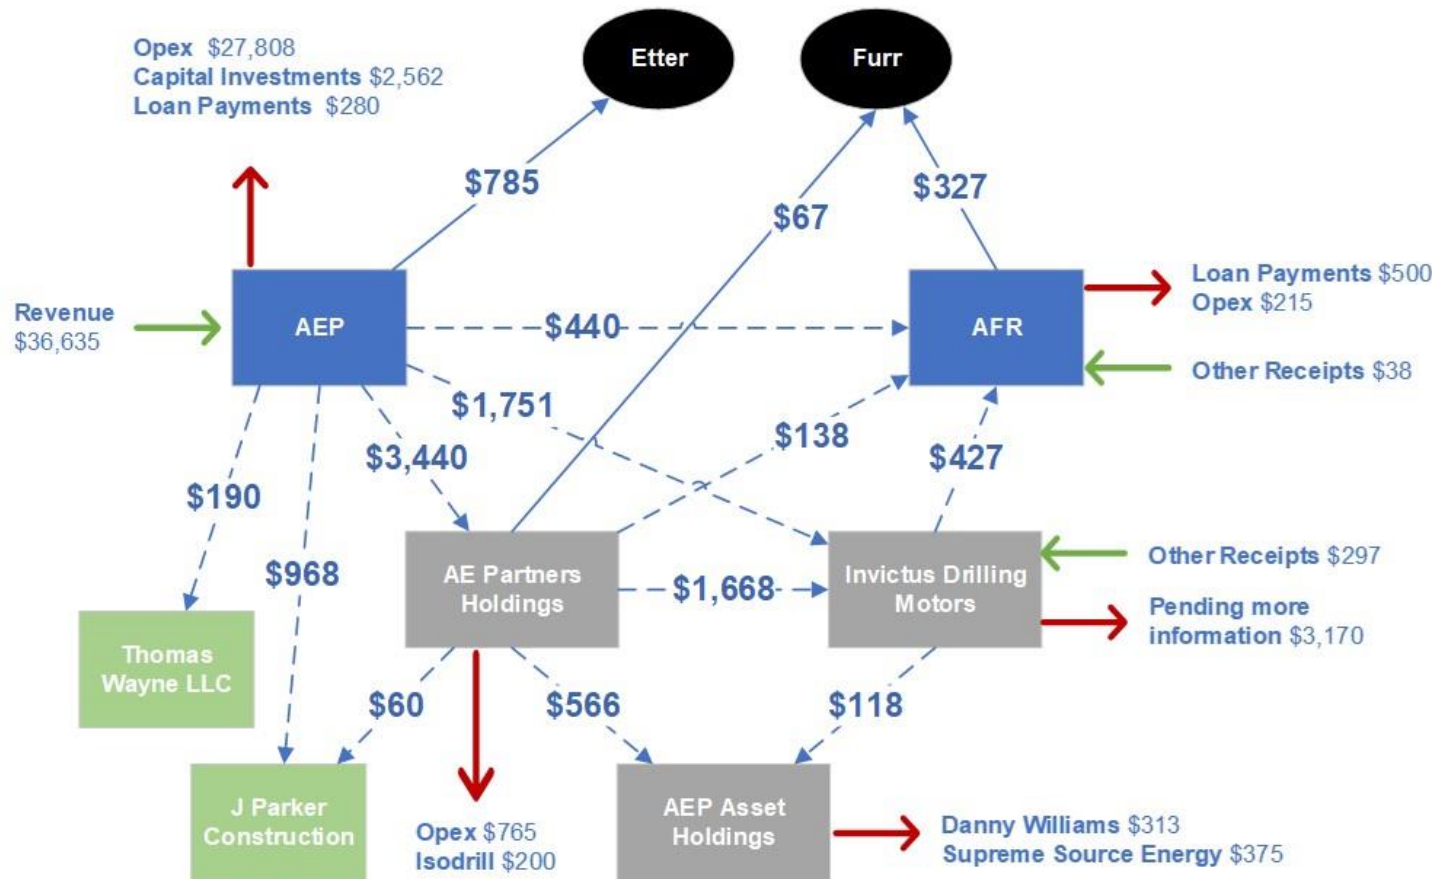 Opex $27,808
Capital Investments $2,562
Loan Payments $280
Etter
Furr
$785
$67
$327
Revenue
$36,635
AEP
$440
AFR
Loan Payments $500
Opex $215
Other Receipts $38
$1,751
$3,440
$138
$427
$190
$968
AE Partners
Holdings
$1,668
Invictus Drilling
Motors
Other Receipts $297
Pending more
information $3,170
Thomas
Wayne LLC
$60
$566
$118
J Parker
Construction
Opex $765
Isodrill $200
AEP Asset
Holdings
Danny Williams $313
Supreme Source Energy $375